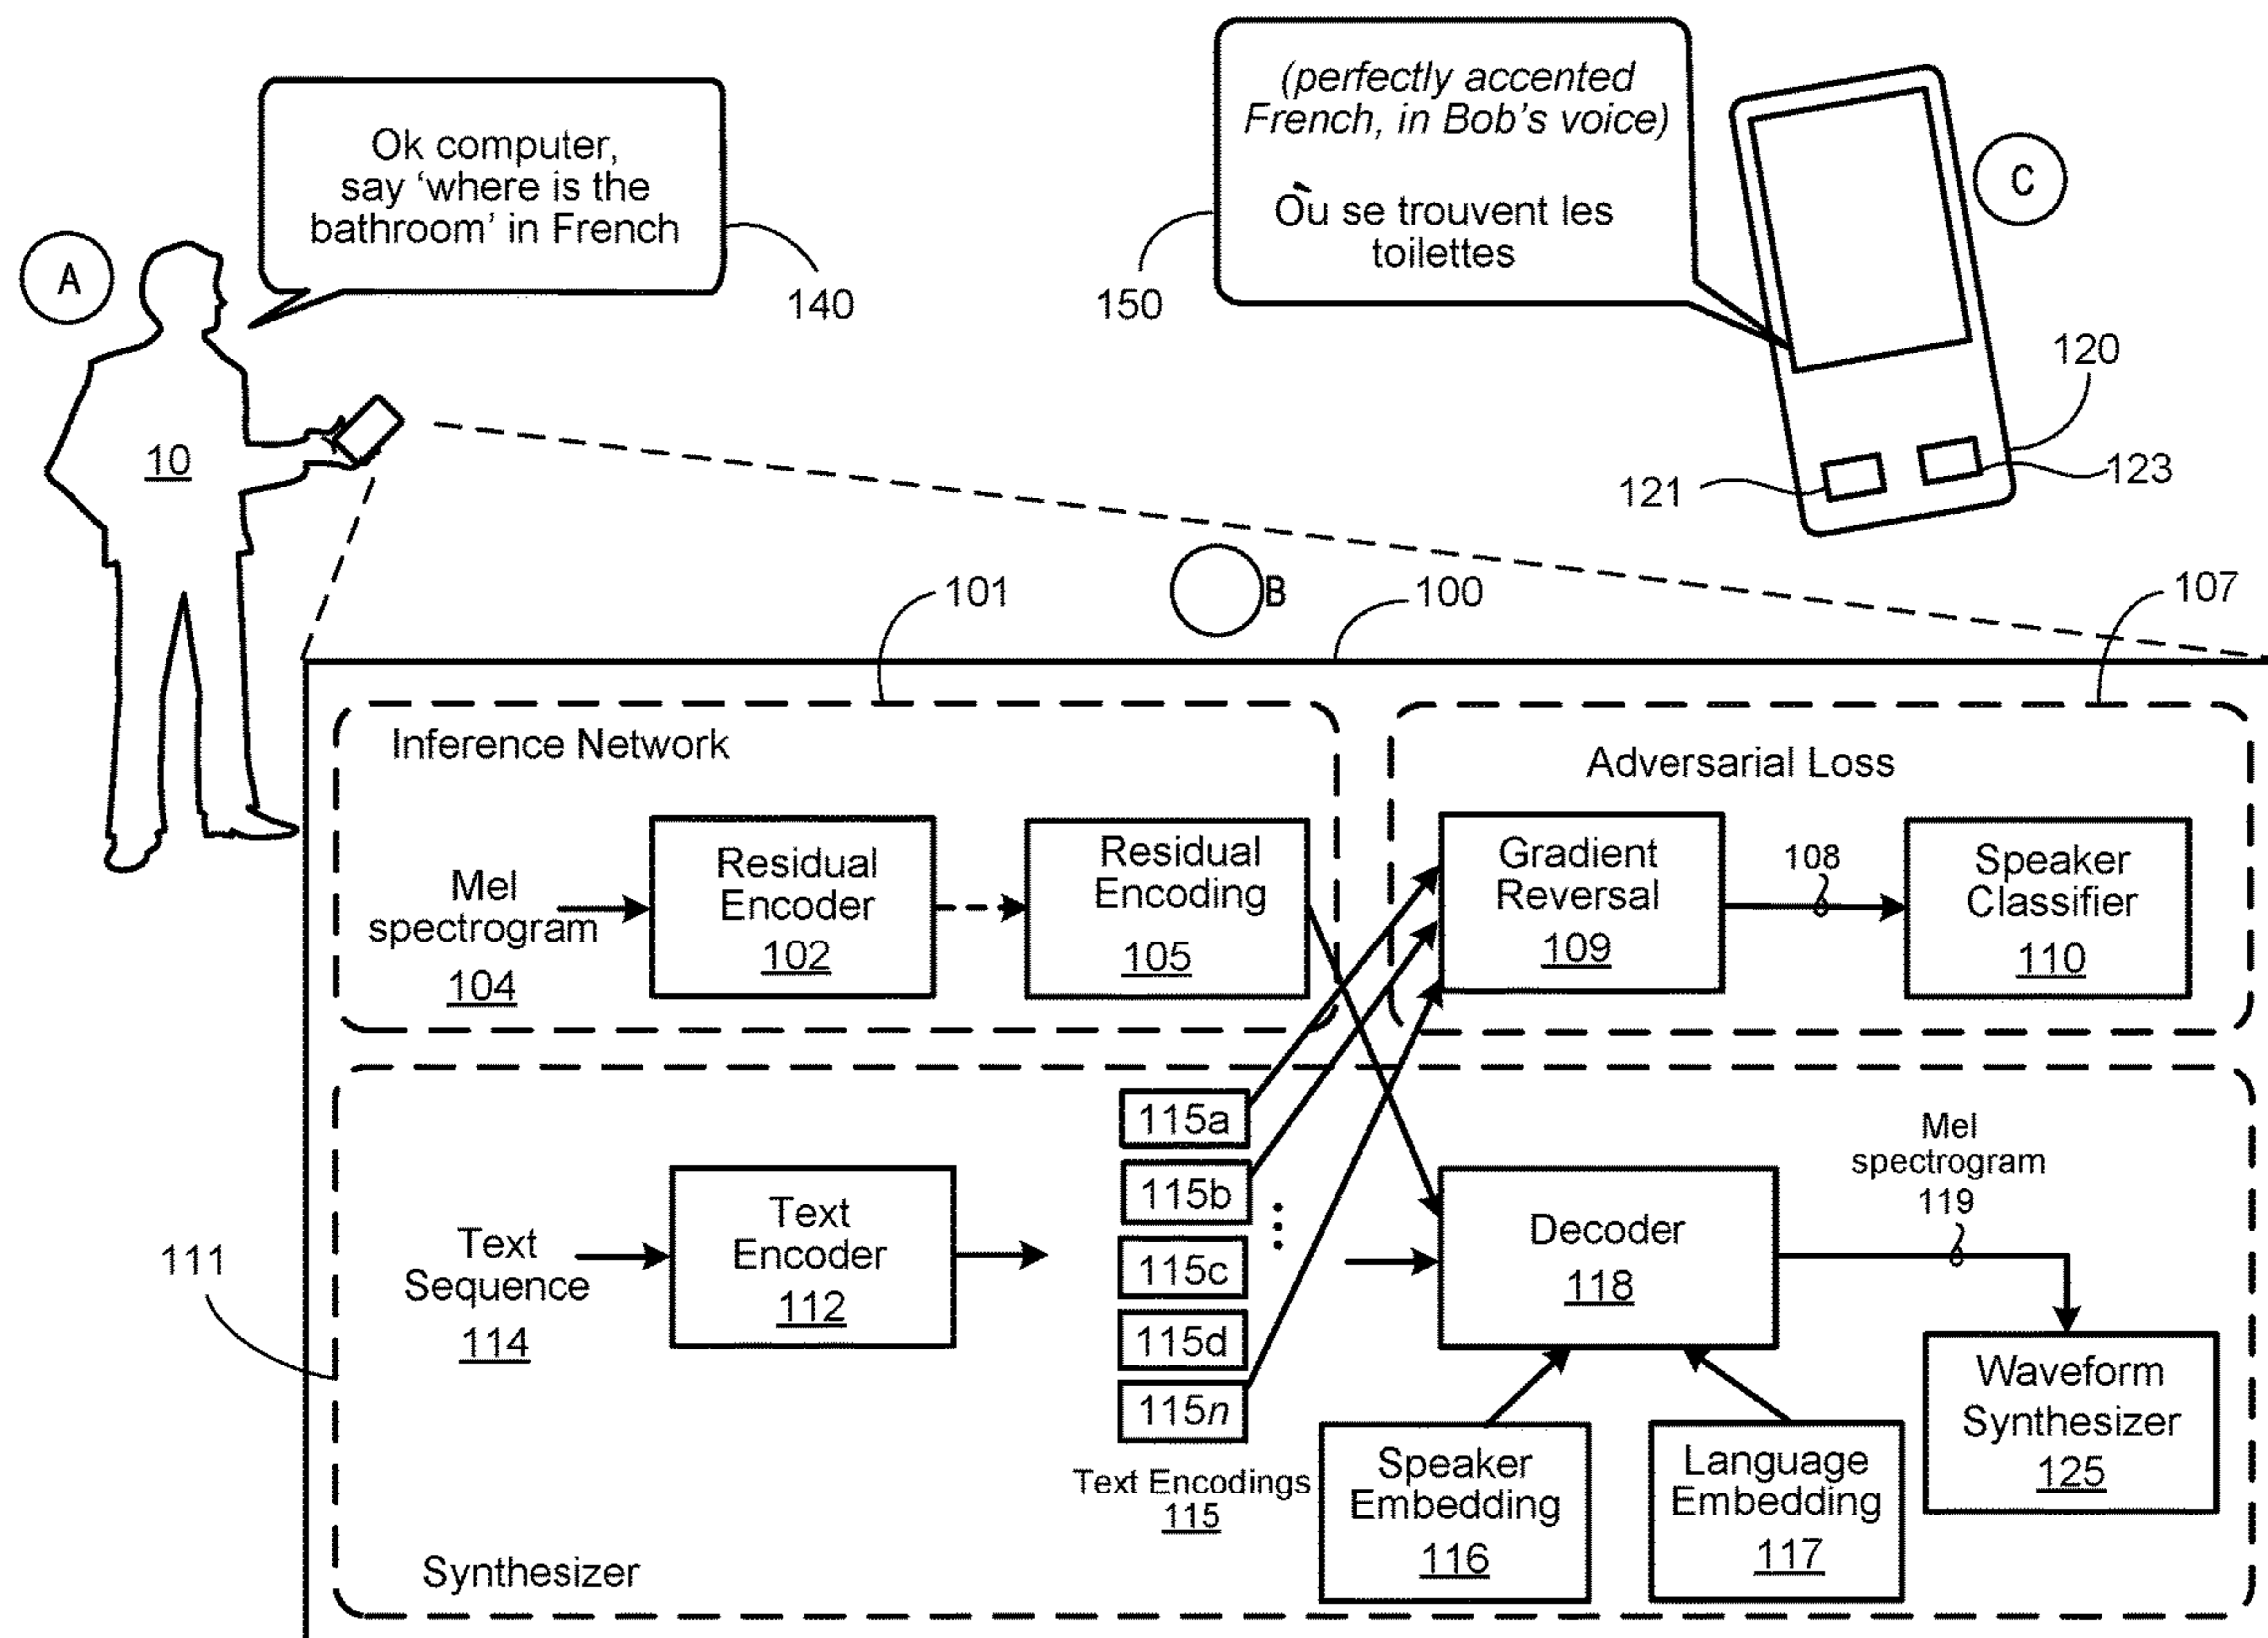 Ok computer,
say ‘where is the
bathroom’ in French
140
(perfectly accented
French, in Bob’s voice)
Où se trouvent les
toilettes
150
A
C
10
120
121
123
B
101
100
107
Inference Network
Mel
spectrogram
104
Residual
Encoder
102
Residual
Encoding
105
Adversarial Loss
Gradient
Reversal
109
108
Speaker
Classifier
110
111
Text
Sequence
114
Text
Encoder
112
115a
115b
115c
115d
115n
Text Encodings
115
Decoder
118
Mel
spectrogram
119
Speaker
Embedding
116
Language
Embedding
117
Waveform
Synthesizer
125
Synthesizer